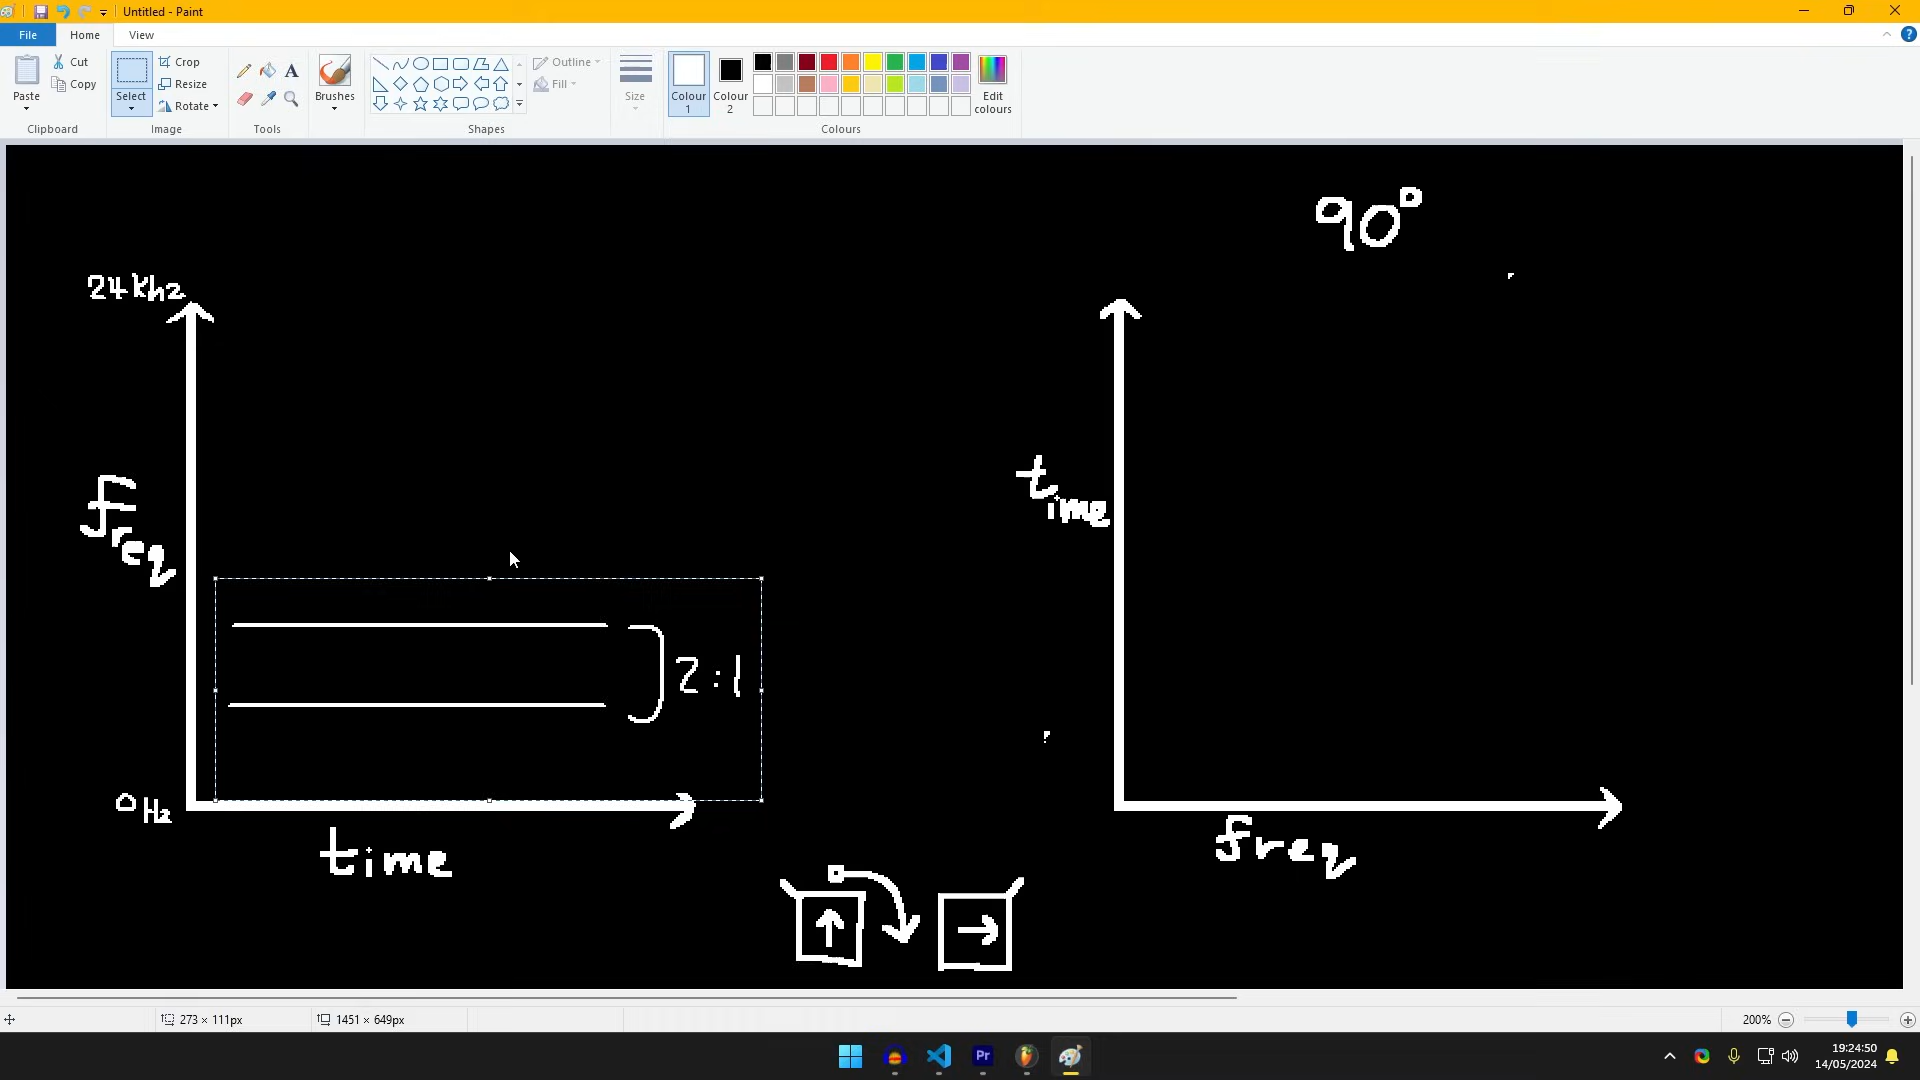 Untitled - Paint
File Home View
Paste
Cut
Copy
Clipboard
Select
Crop
Resize
Rotate
Image
A
Tools
Brushes
Outline
Fill
Shapes
Size
Colour 1
Colour 2
Edit colours
Colours
90°
24khz
freq
time
2:1
0Hz
time
freq
273 × 111px
1451 × 649px
200%
Pr
19:24:50
14/05/2024